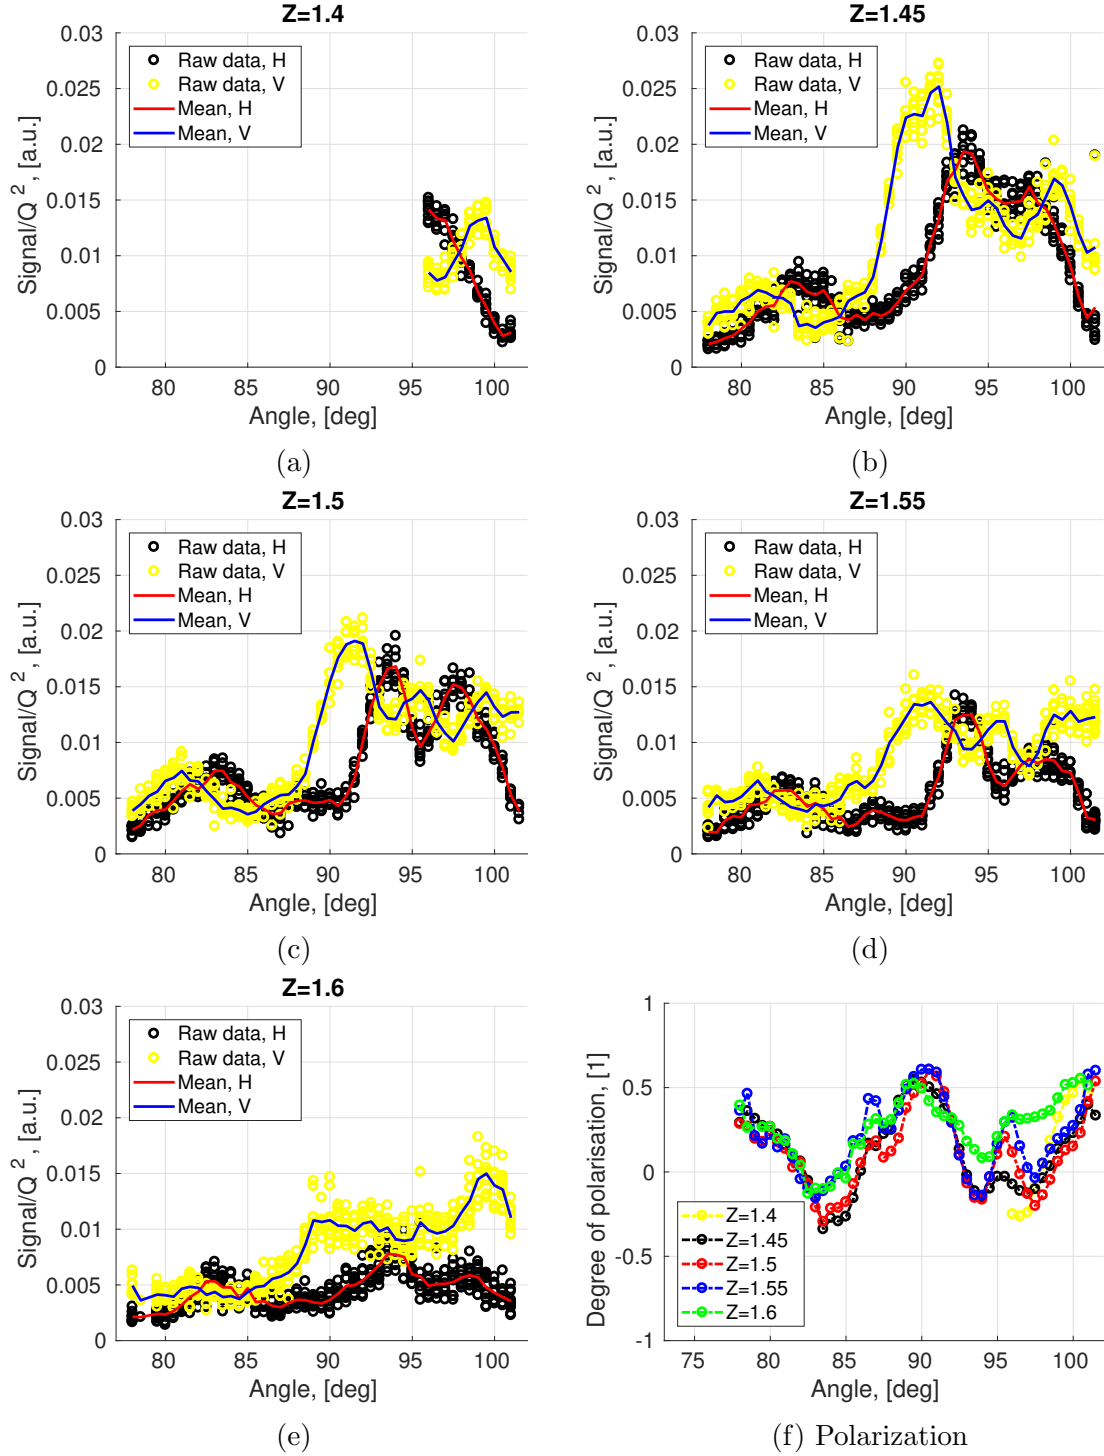 Z=1.4
0.03
0.025
0.02
0.015
0.01
0.005
0
Signal/Q 2 , [a.u.]
Raw data, H
Raw data, V
Mean, H
Mean, V
80 85 90 95 100
Angle, [deg]
(a)
Z=1.45
0.03
0.025
0.02
0.015
0.01
0.005
0
Signal/Q 2 , [a.u.]
Raw data, H
Raw data, V
Mean, H
Mean, V
80 85 90 95 100
Angle, [deg]
(b)
Z=1.5
0.03
0.025
0.02
0.015
0.01
0.005
0
Signal/Q 2 , [a.u.]
Raw data, H
Raw data, V
Mean, H
Mean, V
80 85 90 95 100
Angle, [deg]
(c)
Z=1.55
0.03
0.025
0.02
0.015
0.01
0.005
0
Signal/Q 2 , [a.u.]
Raw data, H
Raw data, V
Mean, H
Mean, V
80 85 90 95 100
Angle, [deg]
(d)
Z=1.6
0.03
0.025
0.02
0.015
0.01
0.005
0
Signal/Q 2 , [a.u.]
Raw data, H
Raw data, V
Mean, H
Mean, V
80 85 90 95 100
Angle, [deg]
(e)
1
0.5
0
-0.5
-1
Degree of polarisation, [1]
Z=1.4
Z=1.45
Z=1.5
Z=1.55
Z=1.6
75 80 85 90 95 100
Angle, [deg]
(f) Polarization